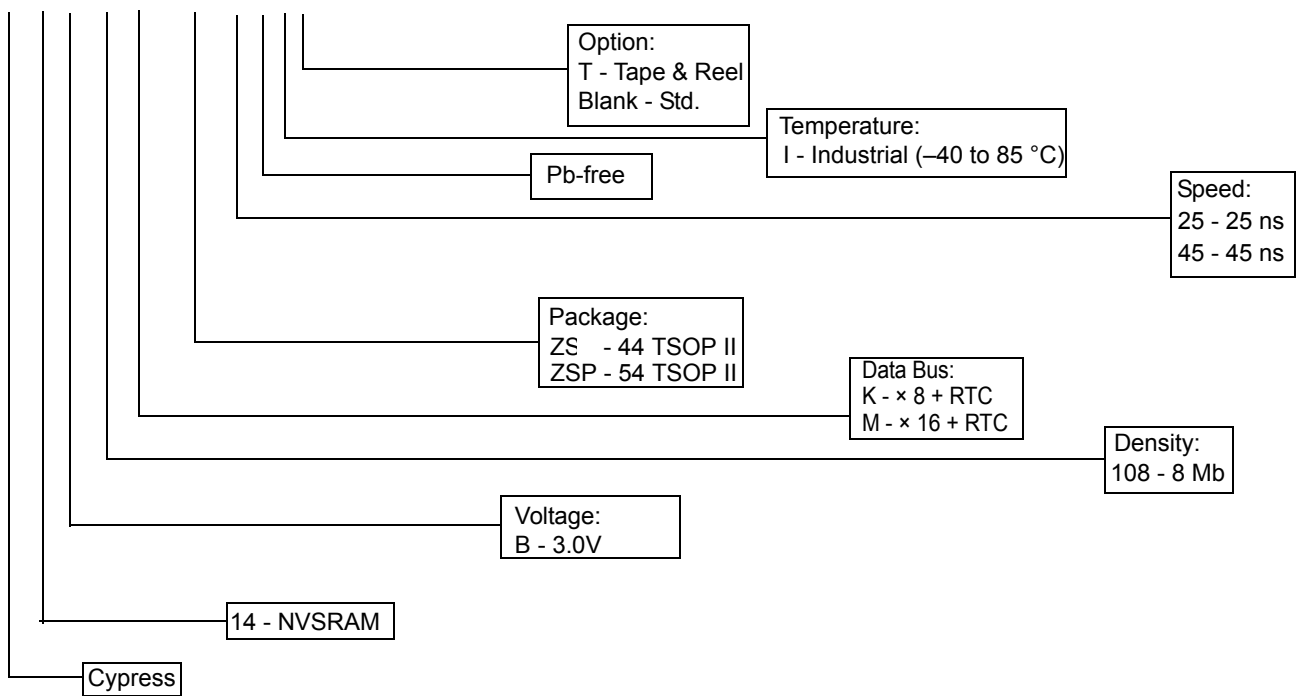 Option:
T - Tape & Reel
Blank - Std.
Temperature:
I - Industrial (–40 to 85 °C)
Pb-free
Speed:
25 - 25 ns
45 - 45 ns
Package:
ZS - 44 TSOP II
ZSP - 54 TSOP II
Data Bus:
K - × 8 + RTC
M - × 16 + RTC
Density:
108 - 8 Mb
Voltage:
B - 3.0V
14 - NVSRAM
Cypress